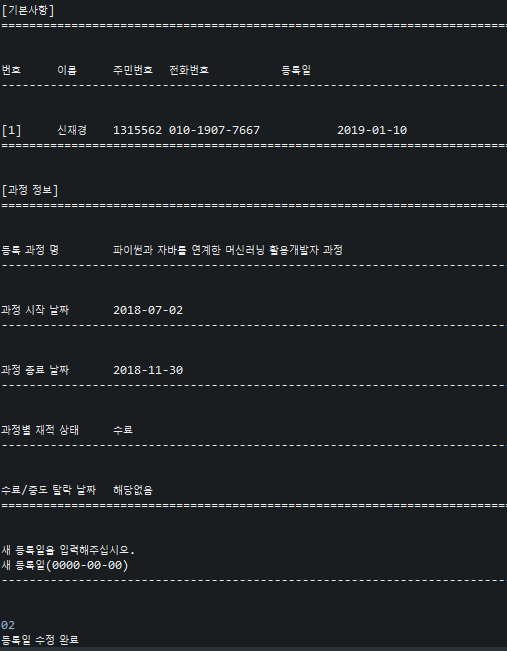 [기본사항]
================================================================================
번호 이름 주민번호 전화번호 등록일
--------------------------------------------------------------------------------
[1] 신재경 1315562 010-1907-7667 2019-01-10
================================================================================
[과정 정보]
================================================================================
등록 과정 명 파이썬과 자바를 연계한 머신러닝 활용개발자 과정
--------------------------------------------------------------------------------
과정 시작 날짜 2018-07-02
--------------------------------------------------------------------------------
과정 종료 날짜 2018-11-30
--------------------------------------------------------------------------------
과정별 재적 상태 수료
--------------------------------------------------------------------------------
수료/중도 탈락 날짜 해당없음
================================================================================
새 등록일을 입력해주십시오.
새 등록일(0000-00-00)
--------------------------------------------------------------------------------
02
등록일 수정 완료